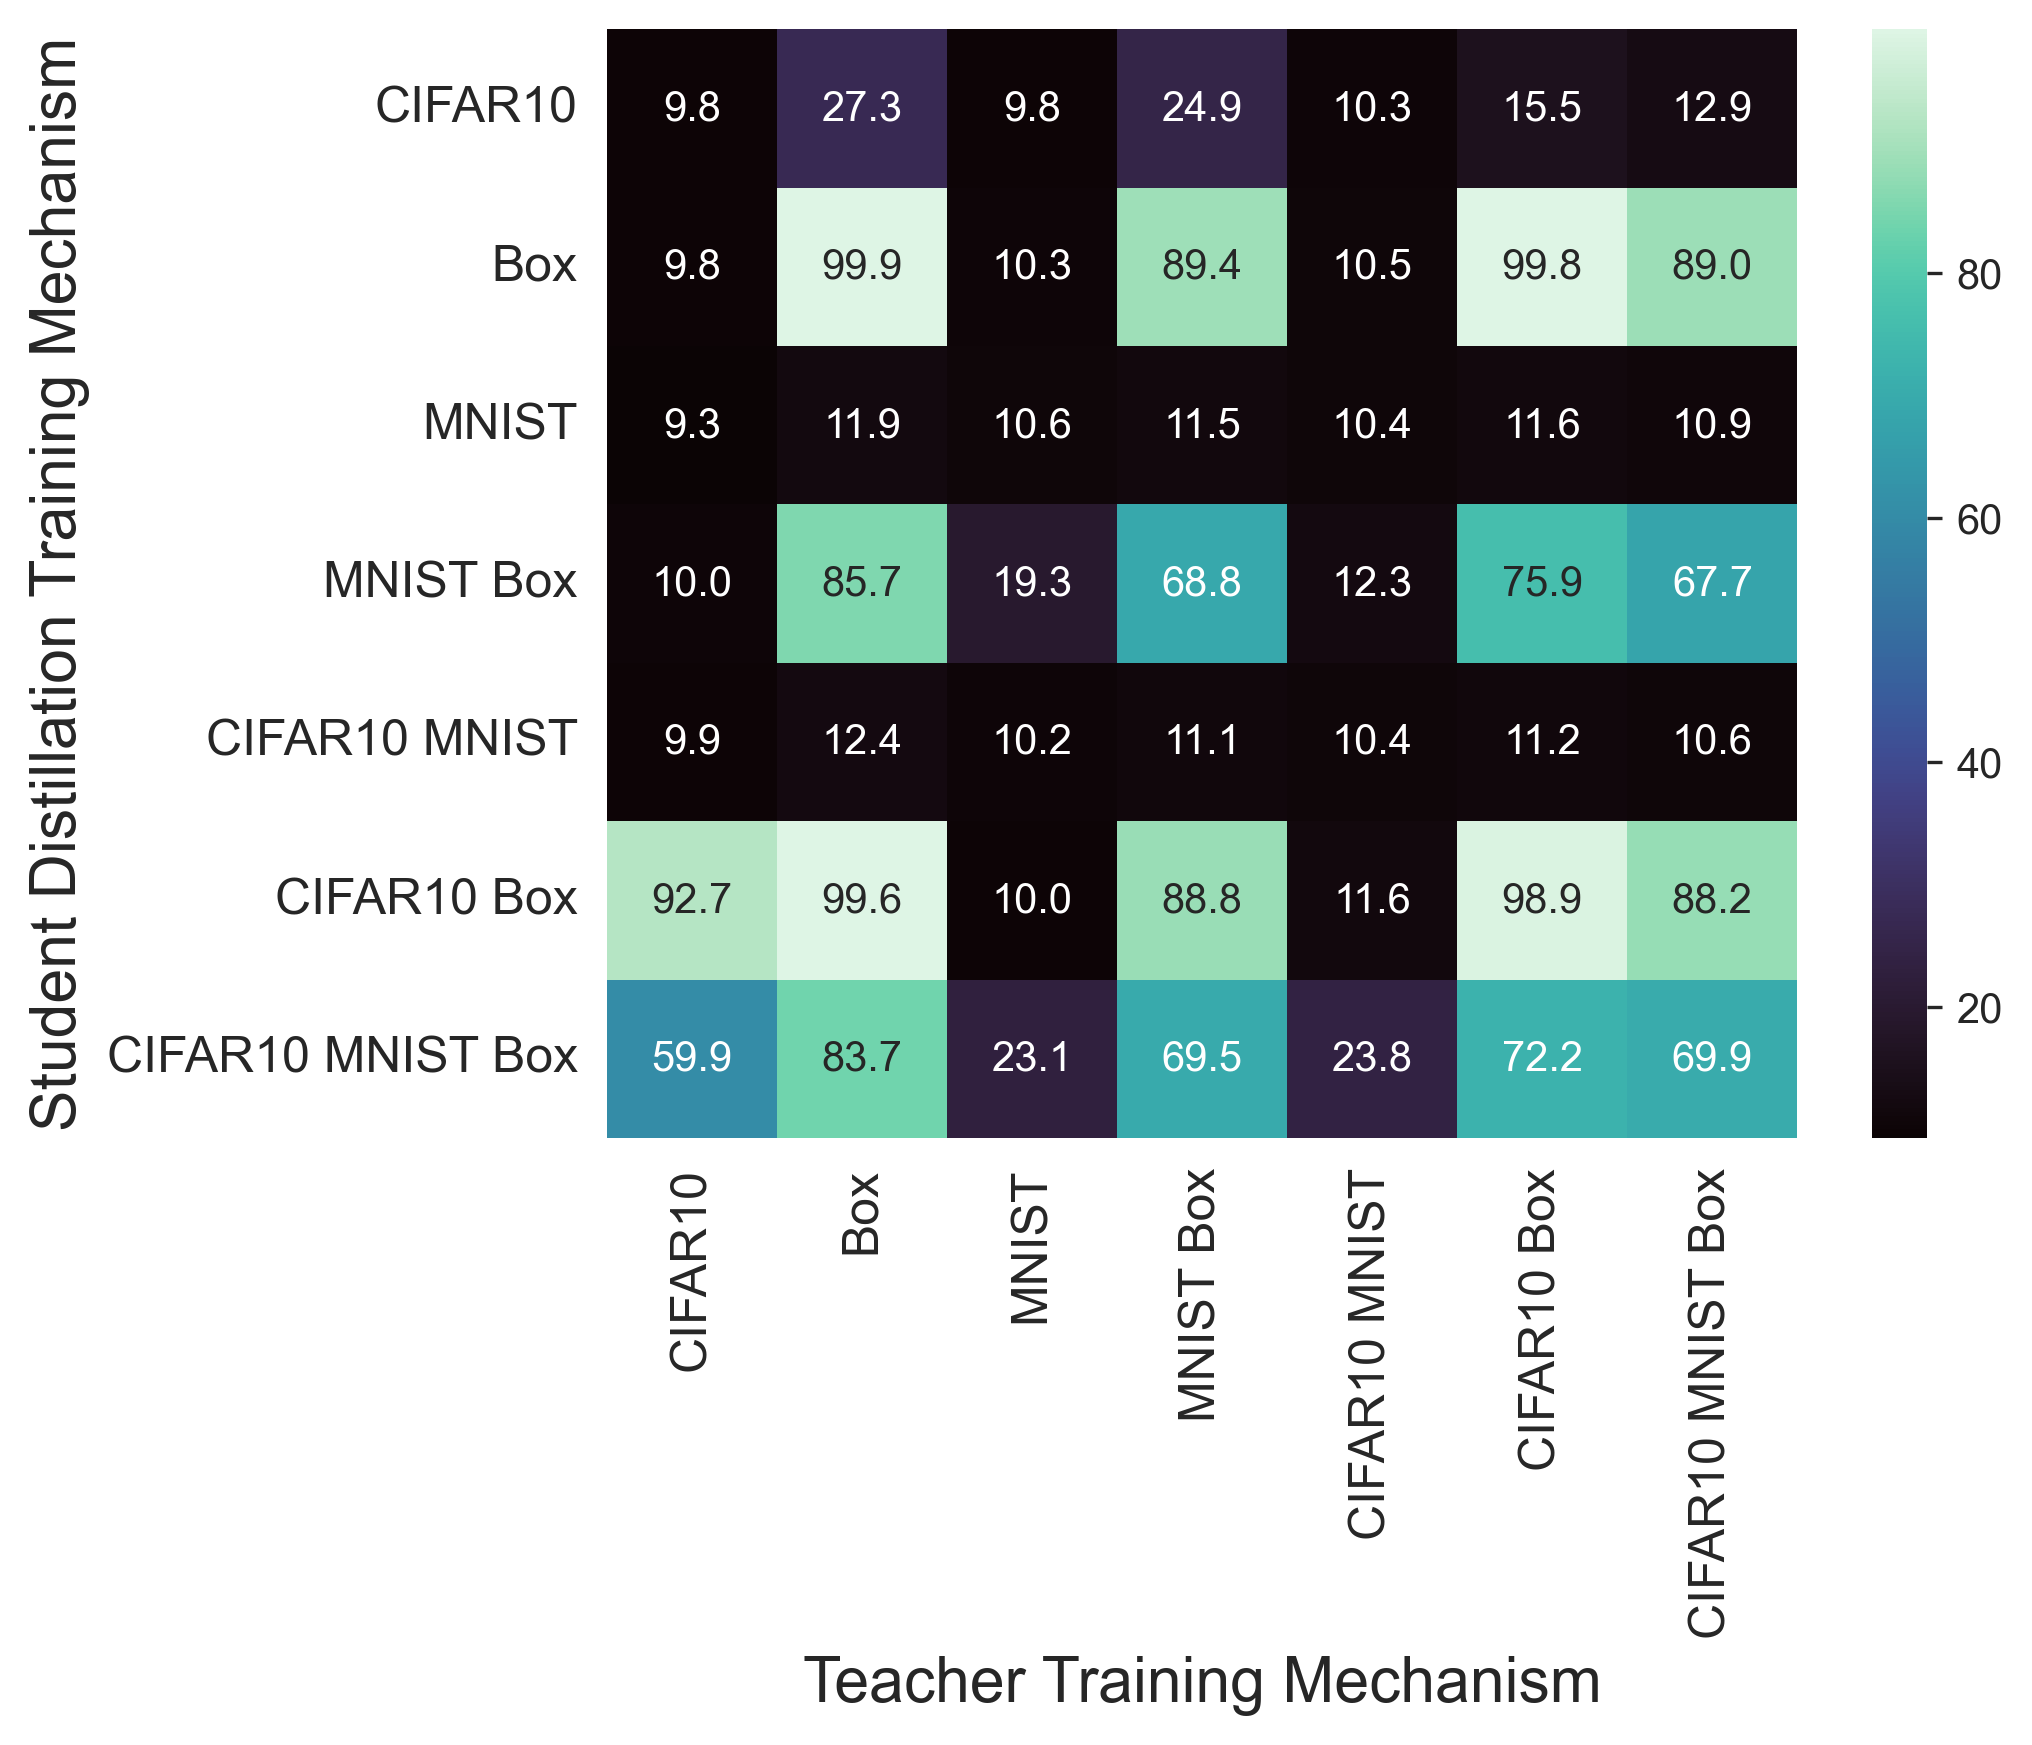 Student Distillation Training Mechanism
CIFAR10 9.8 27.3 9.8 24.9 10.3 15.5 12.9
Box 9.8 99.9 10.3 89.4 10.5 99.8 89.0
MNIST 9.3 11.9 10.6 11.5 10.4 11.6 10.9
MNIST Box 10.0 85.7 19.3 68.8 12.3 75.9 67.7
CIFAR10 MNIST 9.9 12.4 10.2 11.1 10.4 11.2 10.6
CIFAR10 Box 92.7 99.6 10.0 88.8 11.6 98.9 88.2
CIFAR10 MNIST Box 59.9 83.7 23.1 69.5 23.8 72.2 69.9
CIFAR10
Box
MNIST
MNIST Box
CIFAR10 MNIST
CIFAR10 Box
CIFAR10 MNIST Box
Teacher Training Mechanism
80
60
40
20